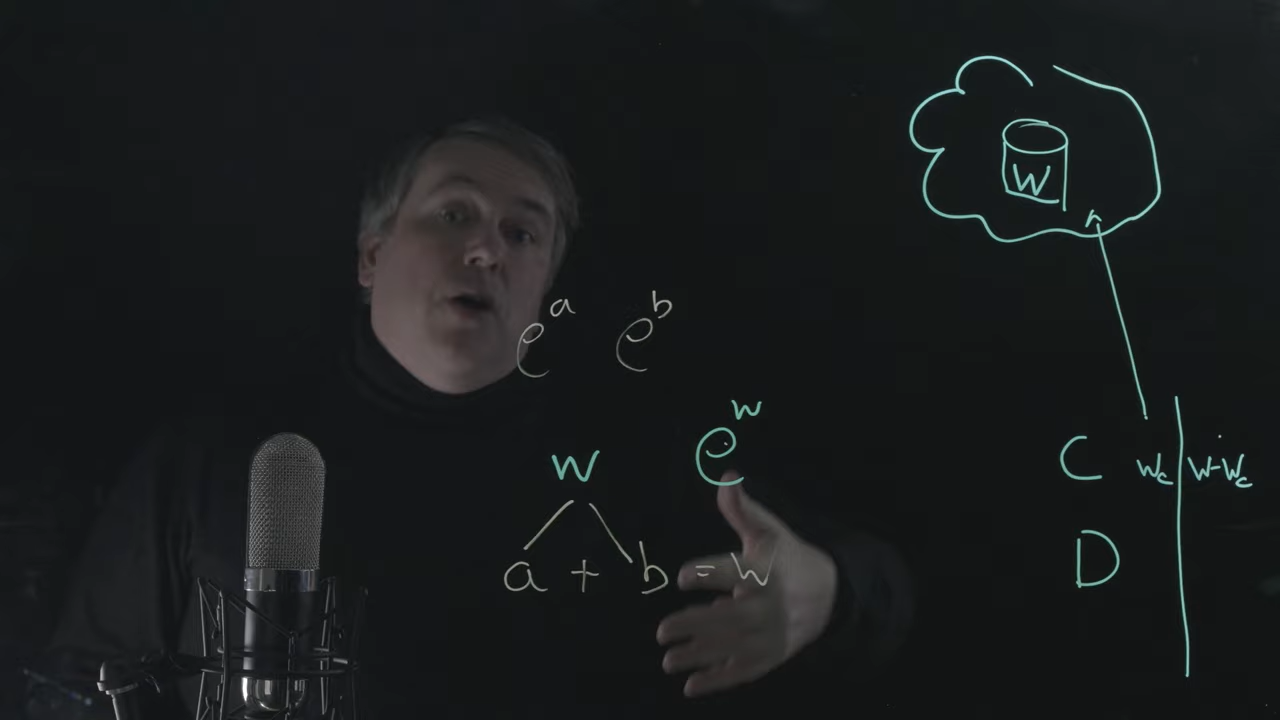 W
e^a e^b
e^w
w
a + b = w
C w_c | w-w_c
D